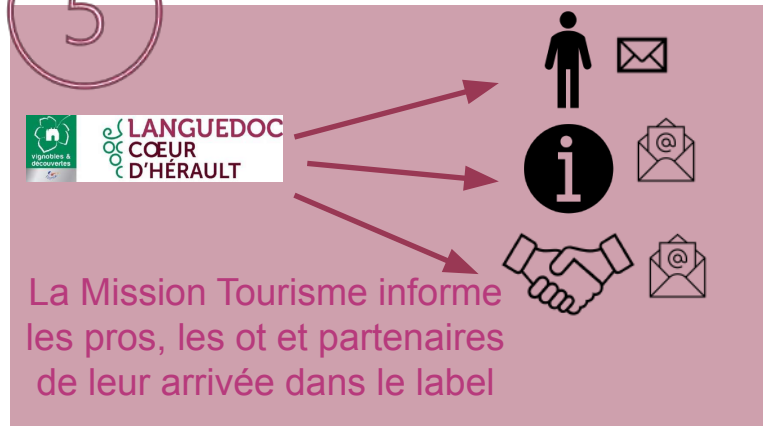 5
vignobles &
découvertes
LANGUEDOC
CŒUR
D'HÉRAULT
i
@
@
La Mission Tourisme informe
les pros, les ot et partenaires
de leur arrivée dans le label